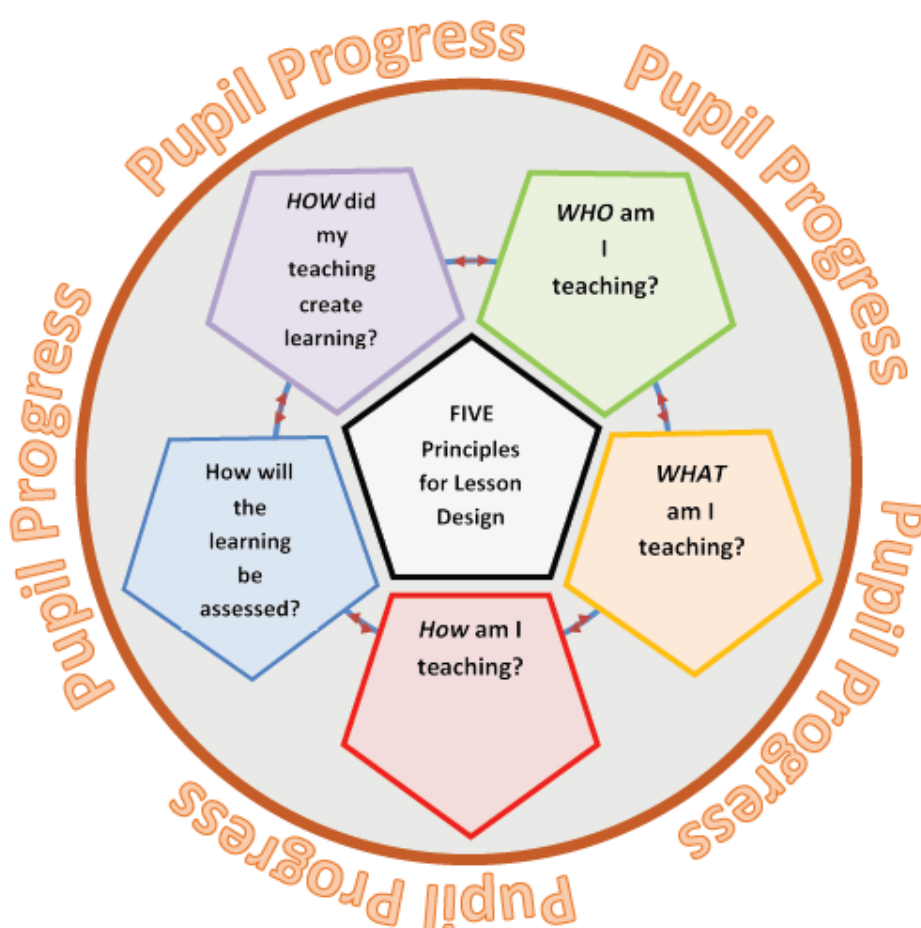 Pupil Progress
Pupil Progress
HOW did
my
teaching
create
learning?
WHO am
I
teaching?
FIVE
Principles
for Lesson
Design
WHAT
am I
teaching?
How am I
teaching?
How will
the
learning
be
assessed?
Pupil Progress
Pupil Progress
Pupil Progress